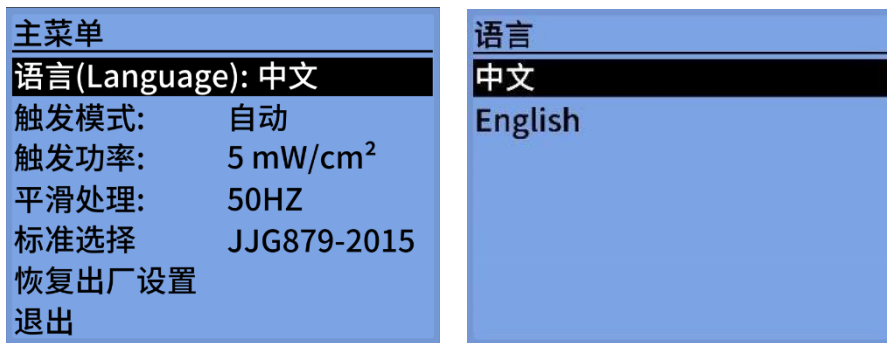 主菜单
语言(Language): 中文
触发模式: 自动
触发功率: 5 mW/cm²
平滑处理: 50HZ
标准选择 JJG879-2015
恢复出厂设置
退出
语言
中文
English